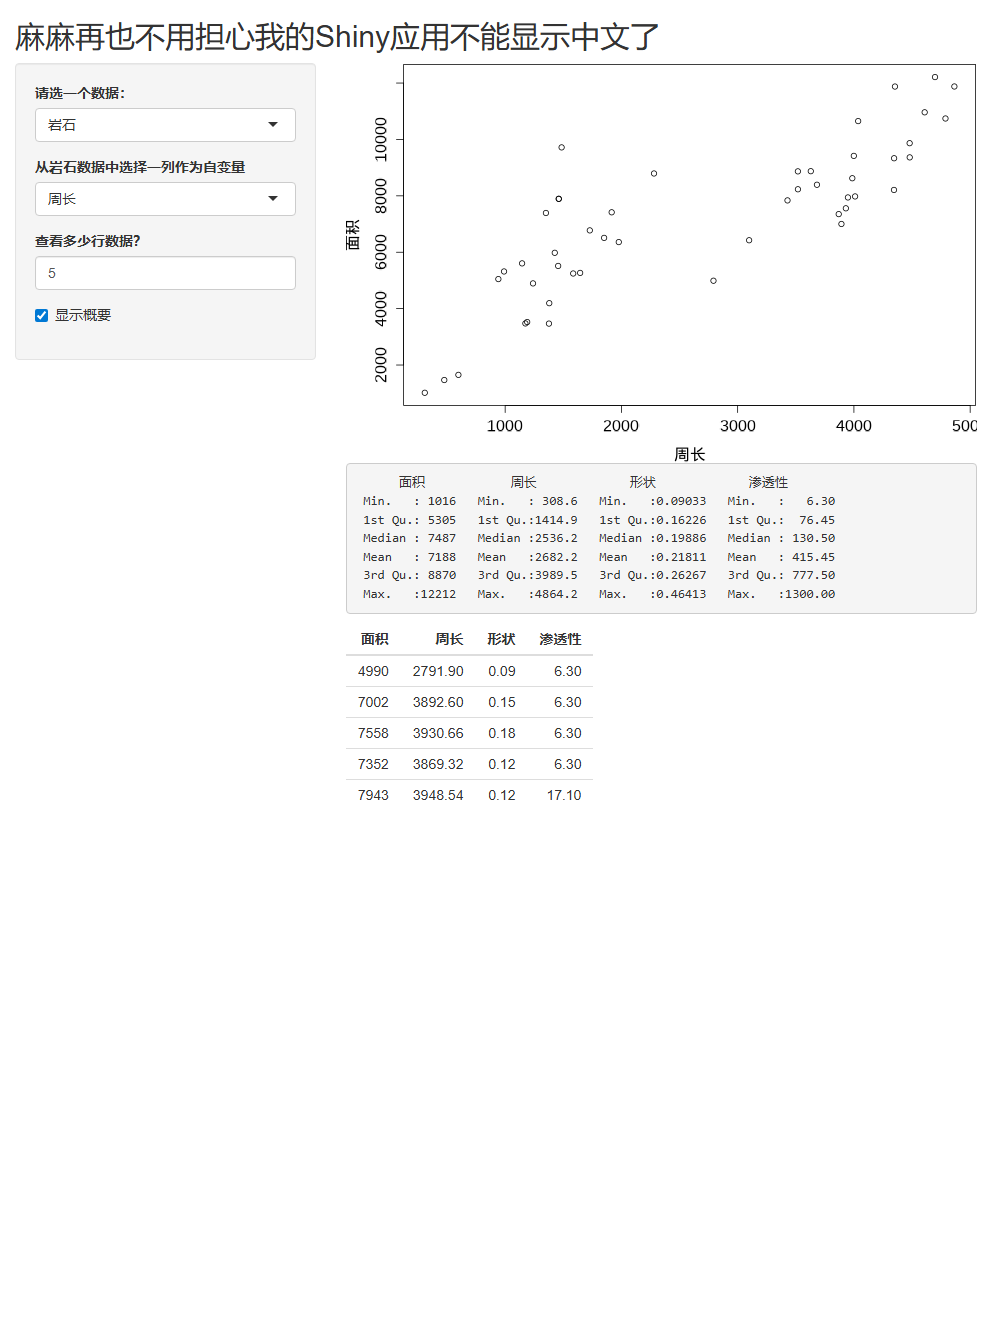 麻麻再也不用担心我的Shiny应用不能显示中文了
请选一个数据:
岩石
从岩石数据中选择一列作为自变量
周长
查看多少行数据?
5
显示概要
10000
8000
6000
4000
2000
面积
1000 2000 3000 4000 500
周长
面积 周长 形状 渗透性
Min. : 1016 Min. : 308.6 Min. :0.09033 Min. : 6.30
1st Qu.: 5305 1st Qu.:1414.9 1st Qu.:0.16226 1st Qu.: 76.45
Median : 7487 Median :2536.2 Median :0.19886 Median : 130.50
Mean : 7188 Mean :2682.2 Mean :0.21811 Mean : 415.45
3rd Qu.: 8870 3rd Qu.:3989.5 3rd Qu.:0.26267 3rd Qu.: 777.50
Max. :12212 Max. :4864.2 Max. :0.46413 Max. :1300.00
面积 周长 形状 渗透性
4990 2791.90 0.09 6.30
7002 3892.60 0.15 6.30
7558 3930.66 0.18 6.30
7352 3869.32 0.12 6.30
7943 3948.54 0.12 17.10